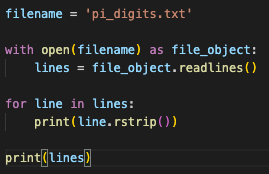 filename = 'pi_digits.txt'

with open(filename) as file_object:
    lines = file_object.readlines()

for line in lines:
    print(line.rstrip())

print(lines)